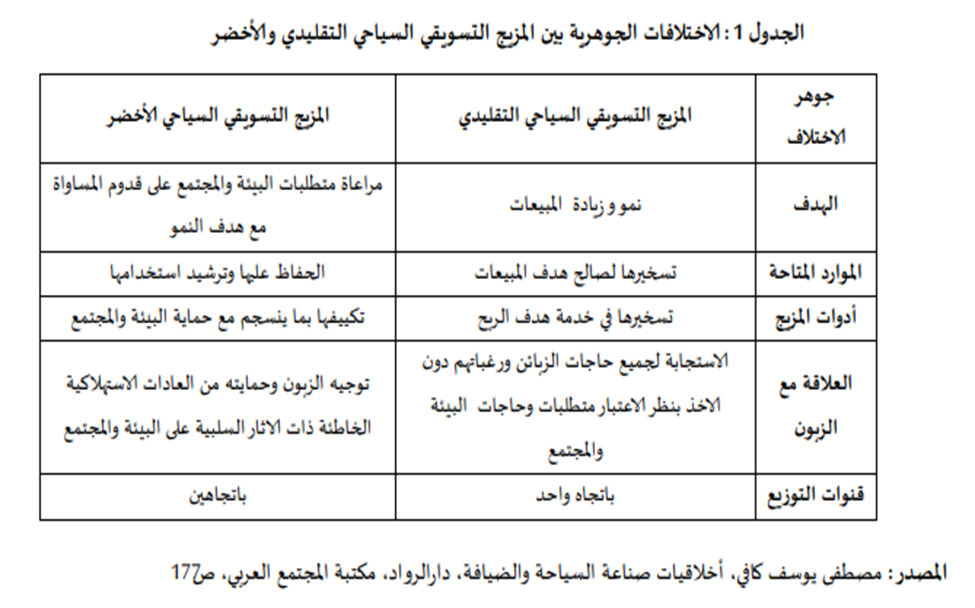 الجدول 1: الاختلافات الجوهرية بين المزيج التسويقي السياحي التقليدي والأخضر
جوهر
الاختلاف
المزيج التسويقي السياحي التقليدي
المزيج التسويقي السياحي الأخضر
الهدف
نمو و زيادة المبيعات
مراعاة متطلبات البيئة والمجتمع على قدوم المساواة
مع هدف النمو
الموارد المتاحة
تسخيرها لصالح هدف المبيعات
الحفاظ عليها وترشيد استخدامها
أدوات المزيج
تسخيرها في خدمة هدف الربح
تكييفها بما ينسجم مع حماية البيئة والمجتمع
العلاقة مع
الزبون
الاستجابة لجميع حاجات الزبائن ورغباتهم دون
الاخذ بنظر الاعتبار متطلبات وحاجات البيئة
والمجتمع
توجيه الزبون وحمايته من العادات الاستهلاكية
الخاطئة ذات الاثار السلبية على البيئة والمجتمع
قنوات التوزيع
باتجاه واحد
باتجاهين
المصدر: مصطفى يوسف كافي، أخلاقيات صناعة السياحة والضيافة، دارالرواد، مكتبة المجتمع العربي، ص177